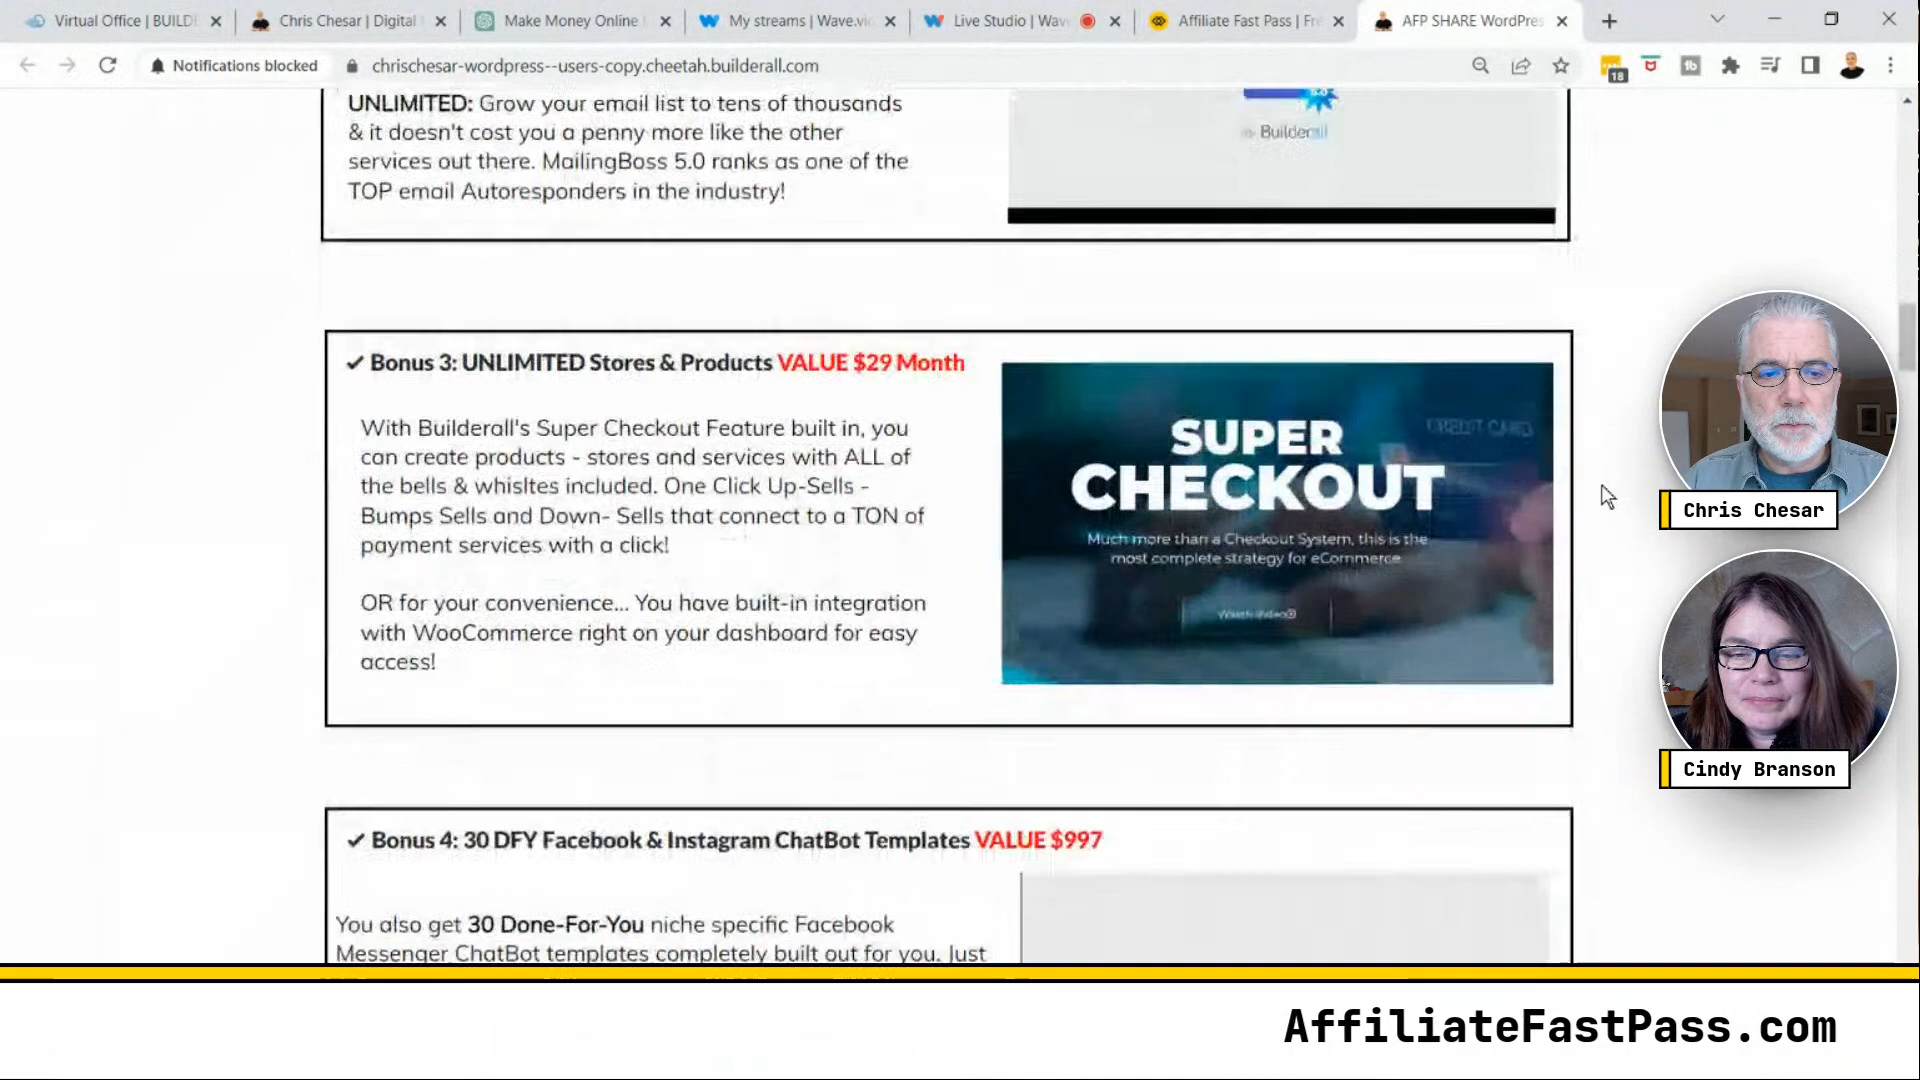 Virtual Office | BUILDE
Chris Chesar | Digital
Make Money Online
My streams | Wave.vi
Live Studio | Wav
Affiliate Fast Pass | Fr
AFP SHARE WordPres
Notifications blocked
chrischesar-wordpress--users-copy.cheetah.builderall.com
18
UNLIMITED: Grow your email list to tens of thousands
& it doesn't cost you a penny more like the other
services out there. MailingBoss 5.0 ranks as one of the
TOP email Autoresponders in the industry!
Builderall
✓ Bonus 3: UNLIMITED Stores & Products VALUE $29 Month
With Builderall's Super Checkout Feature built in, you
can create products - stores and services with ALL of
the bells & whisltes included. One Click Up-Sells -
Bumps Sells and Down- Sells that connect to a TON of
payment services with a click!
OR for your convenience... You have built-in integration
with WooCommerce right on your dashboard for easy
access!
CREDIT CARD
SUPER
CHECKOUT
Much more than a Checkout System, this is the
most complete strategy for eCommerce.
Watch Video
Chris Chesar
Cindy Branson
✓ Bonus 4: 30 DFY Facebook & Instagram ChatBot Templates VALUE $997
You also get 30 Done-For-You niche specific Facebook
Messenger ChatBot templates completely built out for you. Just
AffiliateFastPass.com